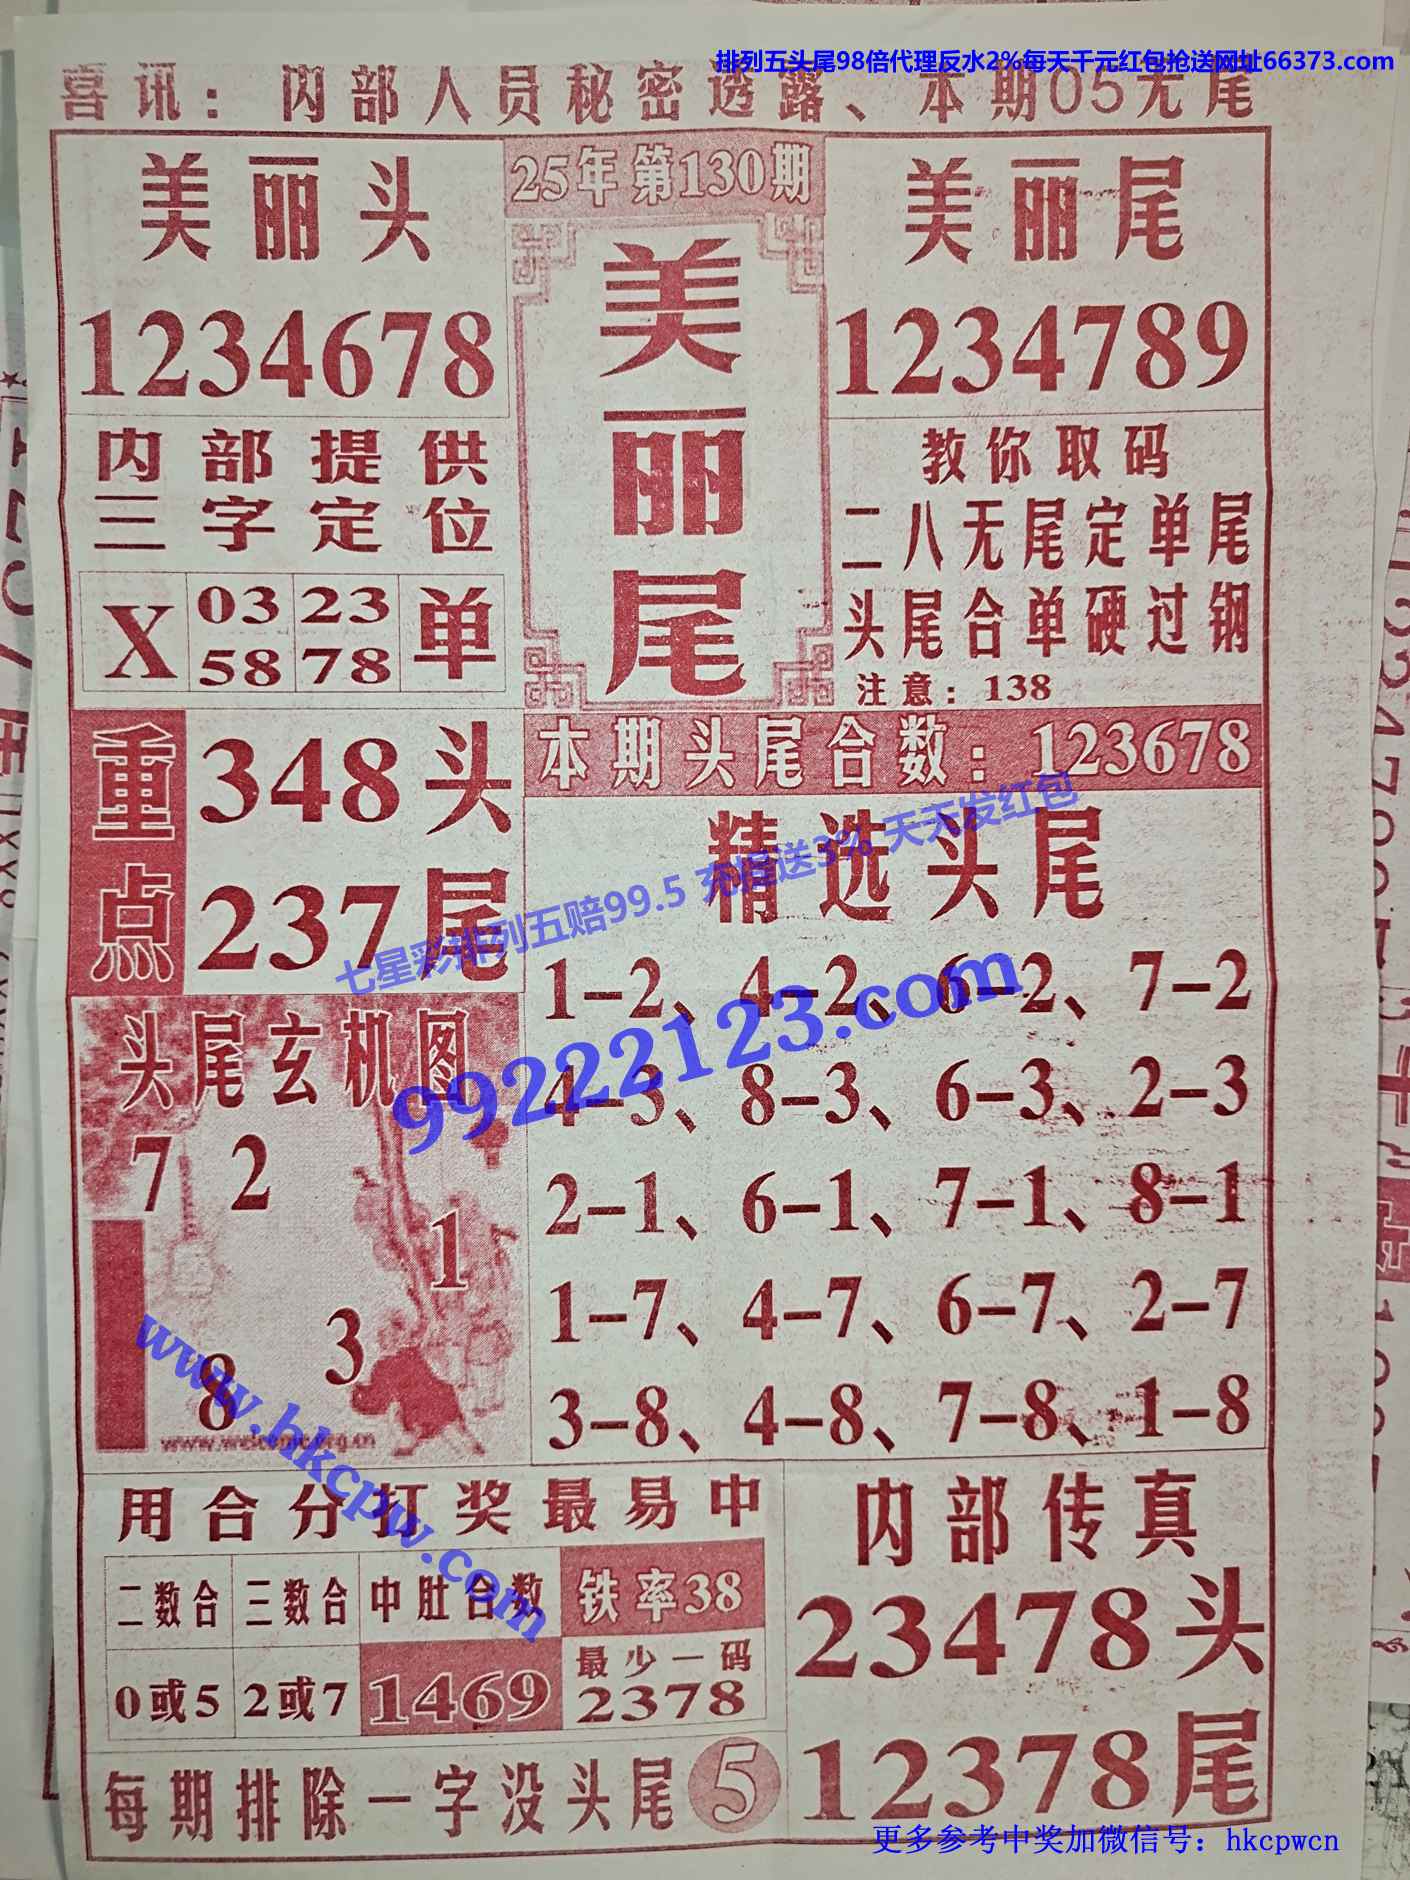 排列五头尾98倍代理反水2%每天千元红包抢送网址66373.com
喜讯：内部人员秘密透露、本期05无尾
美丽头
1234678
25年第130期
美丽尾
美丽尾
1234789
内部提供
三字定位
X 03 23 单
58 78
教你取码
二八无尾定单尾
头尾合单硬过钢
注意：138
重点
348头
237尾
本期头尾合数：123678
精选头尾
七星彩排列五赔99.5 充值送3% 天天发红包
99222123.com
1-2、4-2、6-2、7-2
4-3、8-3、6-3、2-3
2-1、6-1、7-1、8-1
1-7、4-7、6-7、2-7
3-8、4-8、7-8、1-8
头尾玄机图
7 2
1
3
8
www.hkcpw.com
用合分打奖最易中
二数合 三数合 中肚合数 铁率38
0或5 2或7 1469 最少一码
2378
每期排除一字没头尾 5
内部传真
23478头
12378尾
更多参考中奖加微信号：hkcpwcn